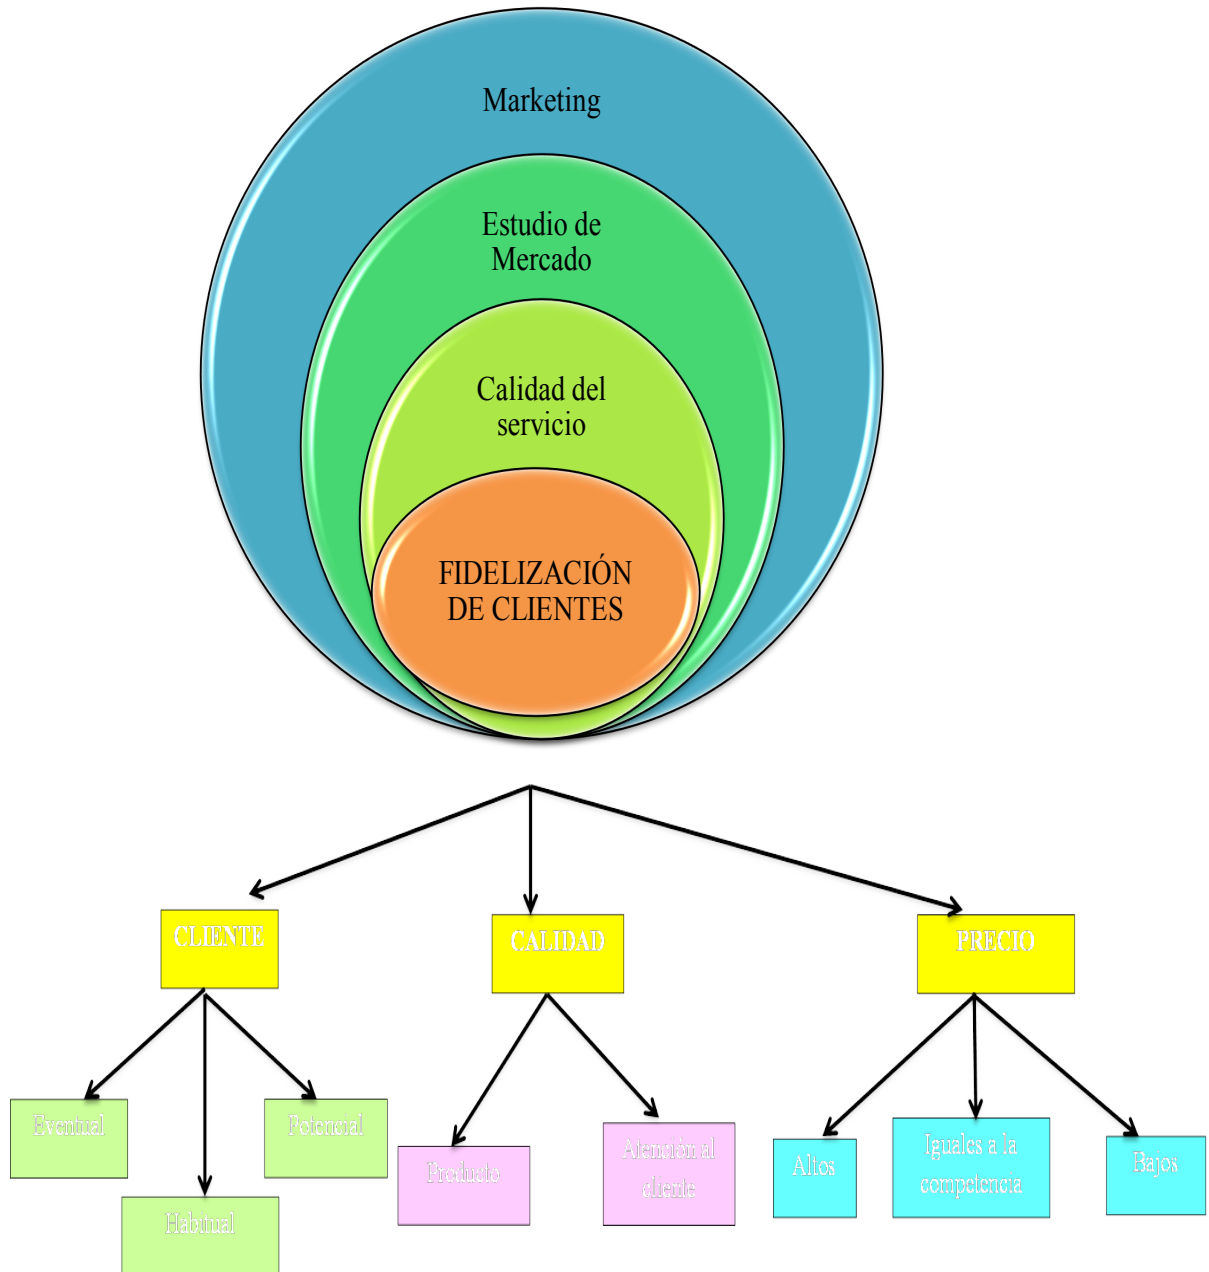 Marketing
Estudio de
Mercado
Calidad del
servicio
FIDELIZACIÓN
DE CLIENTES
CLIENTE
CALIDAD
PRECIO
Eventual
Potencial
Habitual
Producto
Atención al
cliente
Altos
Iguales a la
competencia
Bajos